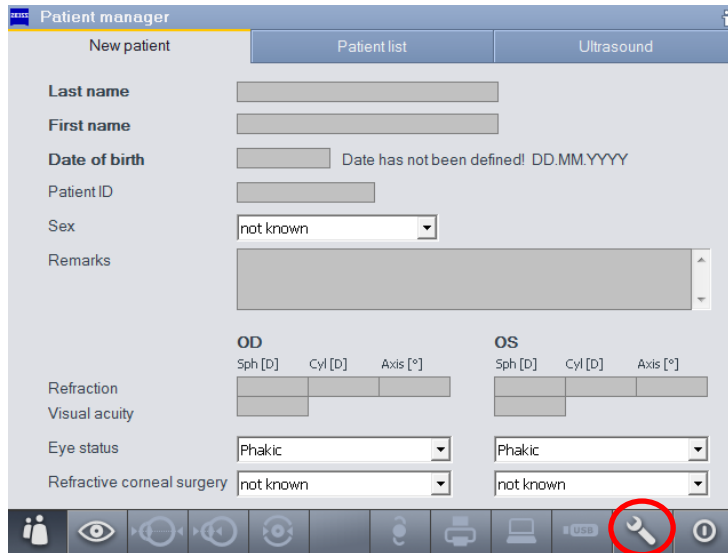 ZEISS Patient manager
New patient Patient list Ultrasound
Last name
First name
Date of birth Date has not been defined! DD.MM.YYYY
Patient ID
Sex not known
Remarks
OD OS
Sph [D] Cyl [D] Axis [°] Sph [D] Cyl [D] Axis [°]
Refraction
Visual acuity
Eye status Phakic Phakic
Refractive corneal surgery not known not known
USB